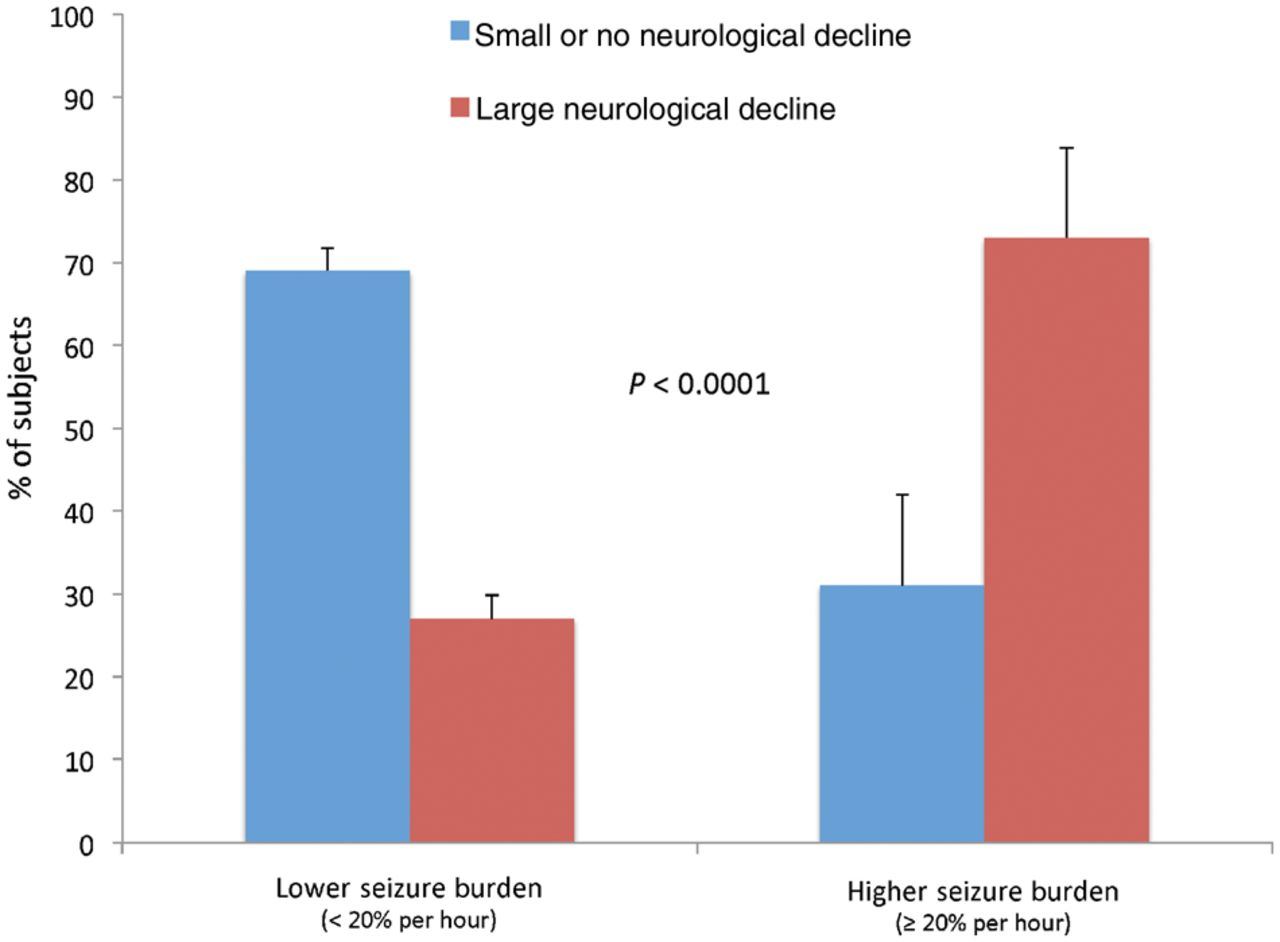 100
90
80
70
60
50
40
30
20
10
0
% of subjects
Small or no neurological decline
Large neurological decline
P < 0.0001
Lower seizure burden
(< 20% per hour)
Higher seizure burden
(≥ 20% per hour)